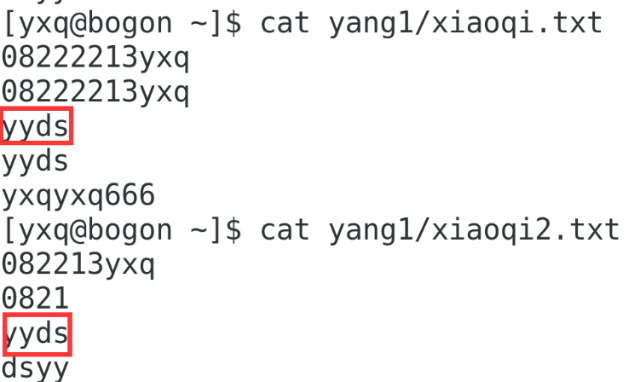 [yxq@bogon ~]$ cat yang1/xiaoqi.txt
08222213yxq
08222213yxq
yyds
yyds
yxqyxq666
[yxq@bogon ~]$ cat yang1/xiaoqi2.txt
082213yxq
0821
yyds
dsyy